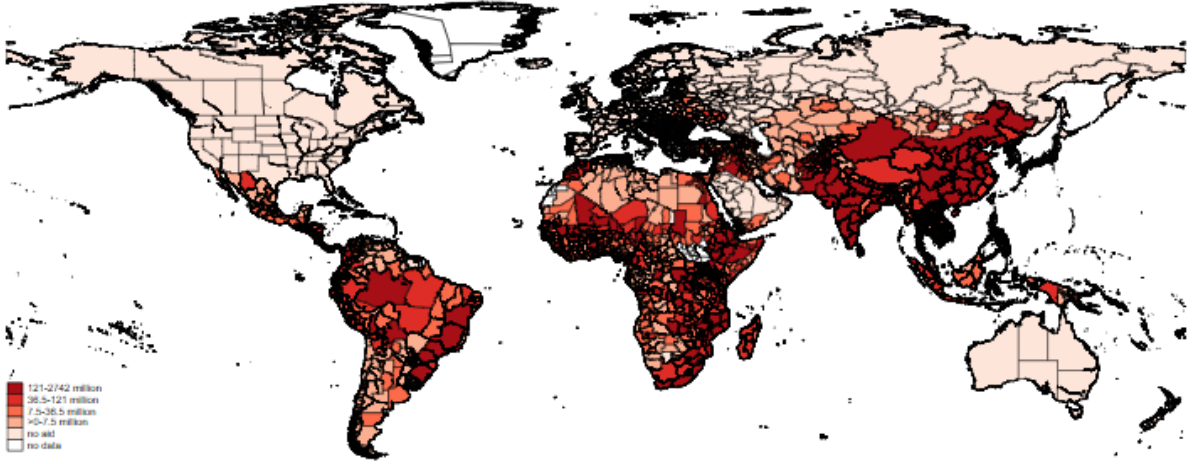 121-2742 million
36.5-121 million
7.5-36.5 million
>0-7.5 million
no aid
no data